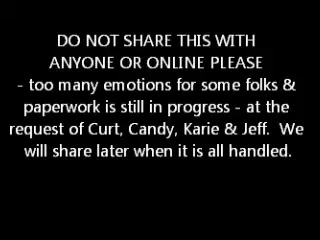 DO NOT SHARE THIS WITH
ANYONE OR ONLINE PLEASE
- too many emotions for some folks &
paperwork is still in progress - at the
request of Curt, Candy, Karie & Jeff.  We
will share later when it is all handled.